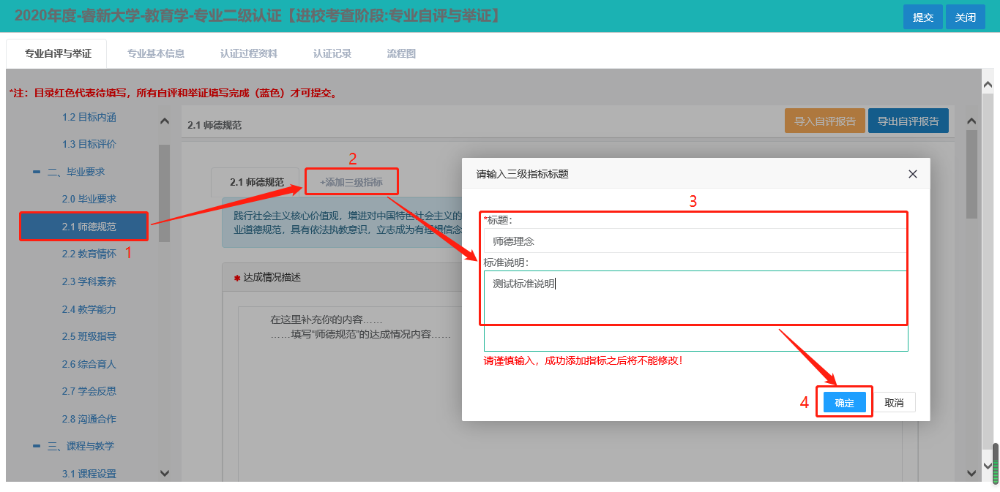 2020年度-睿新大学-教育学-专业二级认证【进校考查阶段:专业自评与举证】
提交
关闭
专业自评与举证
专业基本信息
认证过程资料
认证记录
流程图
*注：目录红色代表待填写，所有自评和举证填写完成（蓝色）才可提交。
1.2 目标内涵
1.3 目标评价
二、毕业要求
2.0 毕业要求
2.1 师德规范
1
2.2 教育情怀
2.3 学科素养
2.4 教学能力
2.5 班级指导
2.6 综合育人
2.7 学会反思
2.8 沟通合作
三、课程与教学
3.1 课程设置
2.1 师德规范
导入自评报告
导出自评报告
2
2.1 师德规范
+添加三级指标
践行社会主义核心价值观，增进对中国特色社会主义的
业道德规范，具有依法执教意识，立志成为有理想信念
✱ 达成情况描述
在这里补充你的内容……
……填写“师德规范”的达成情况内容……
请输入三级指标标题
3
*标题：
师德理念
标准说明：
测试标准说明
请谨慎输入，成功添加指标之后将不能修改！
4
确定
取消